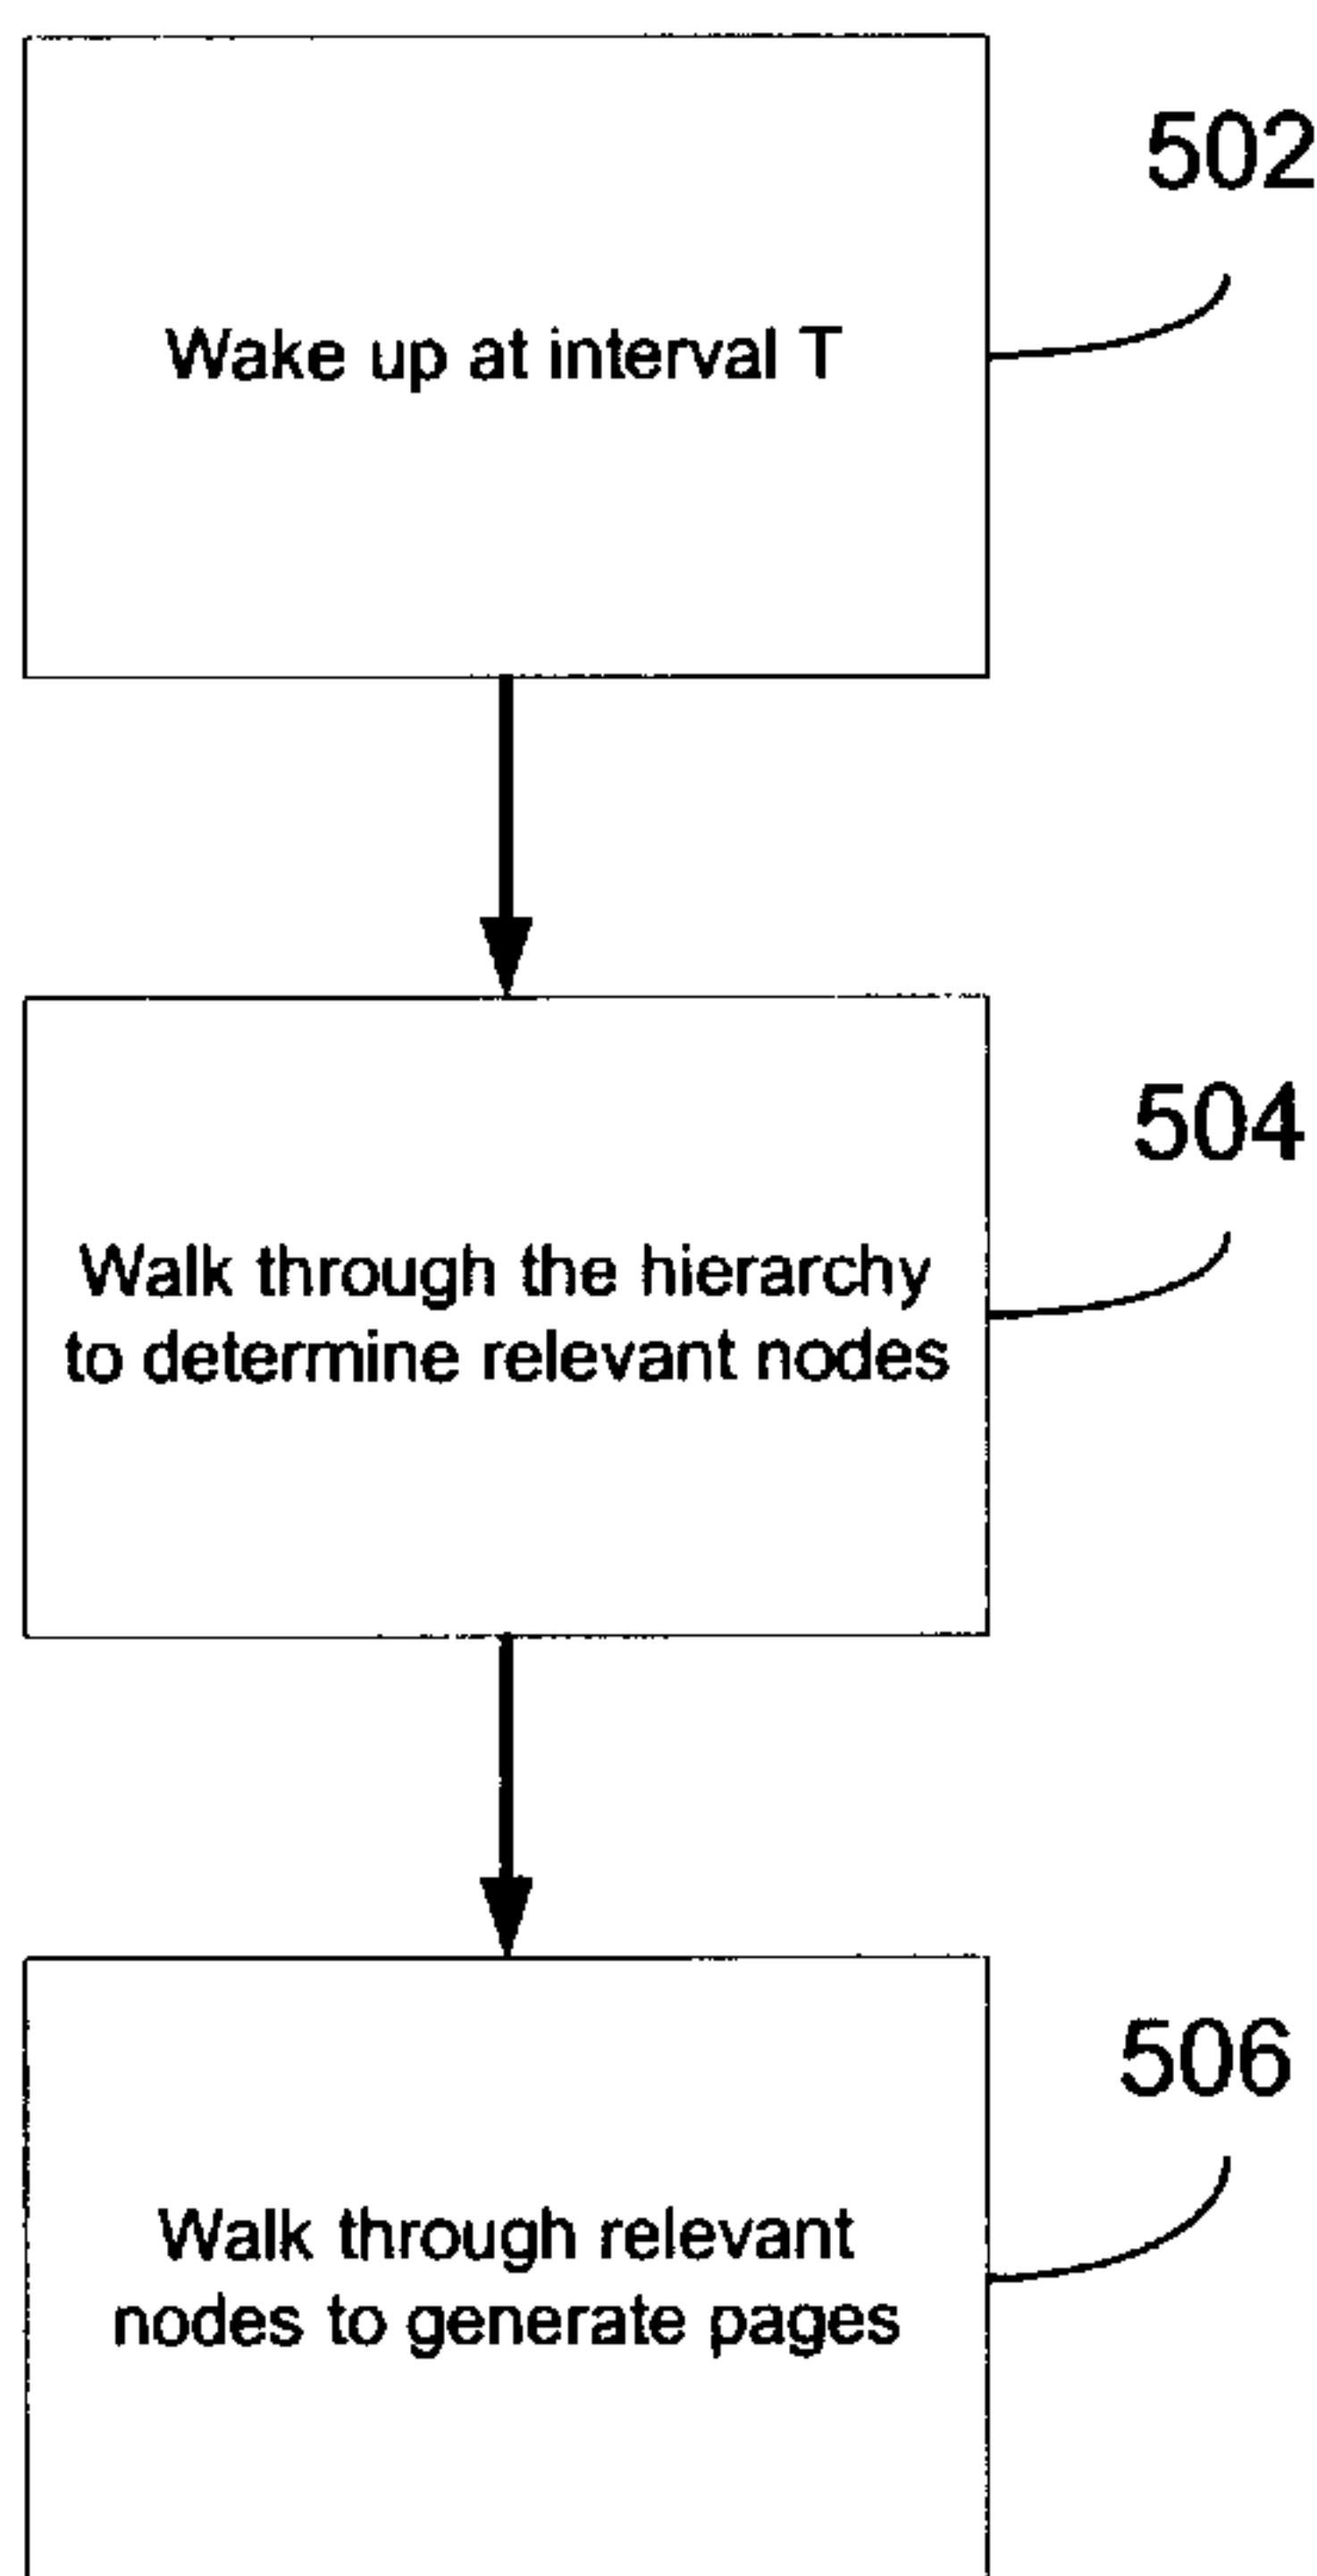 502
Wake up at interval T
504
Walk through the hierarchy
to determine relevant nodes
506
Walk through relevant
nodes to generate pages